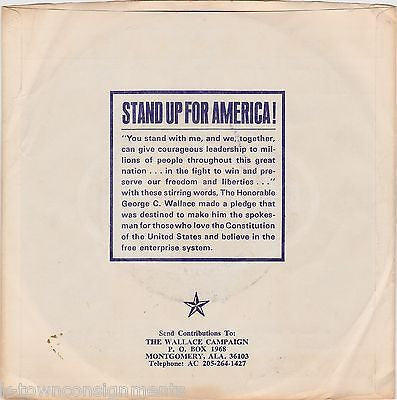 STAND UP FOR AMERICA!
"You stand with me, and we, together,
can give courageous leadership to mil-
lions of people throughout this great
nation . . . in the fight to win and pre-
serve our freedom and liberties . . ."
with these stirring words, The Honorable
George C. Wallace made a pledge that
was destined to make him the spokes-
man for those who love the Constitution
of the United States and believe in the
free enterprise system.
Send Contributions To:
THE WALLACE CAMPAIGN
P. O. BOX 1968
MONTGOMERY, ALA. 36103
Telephone: AC 205-264-1427